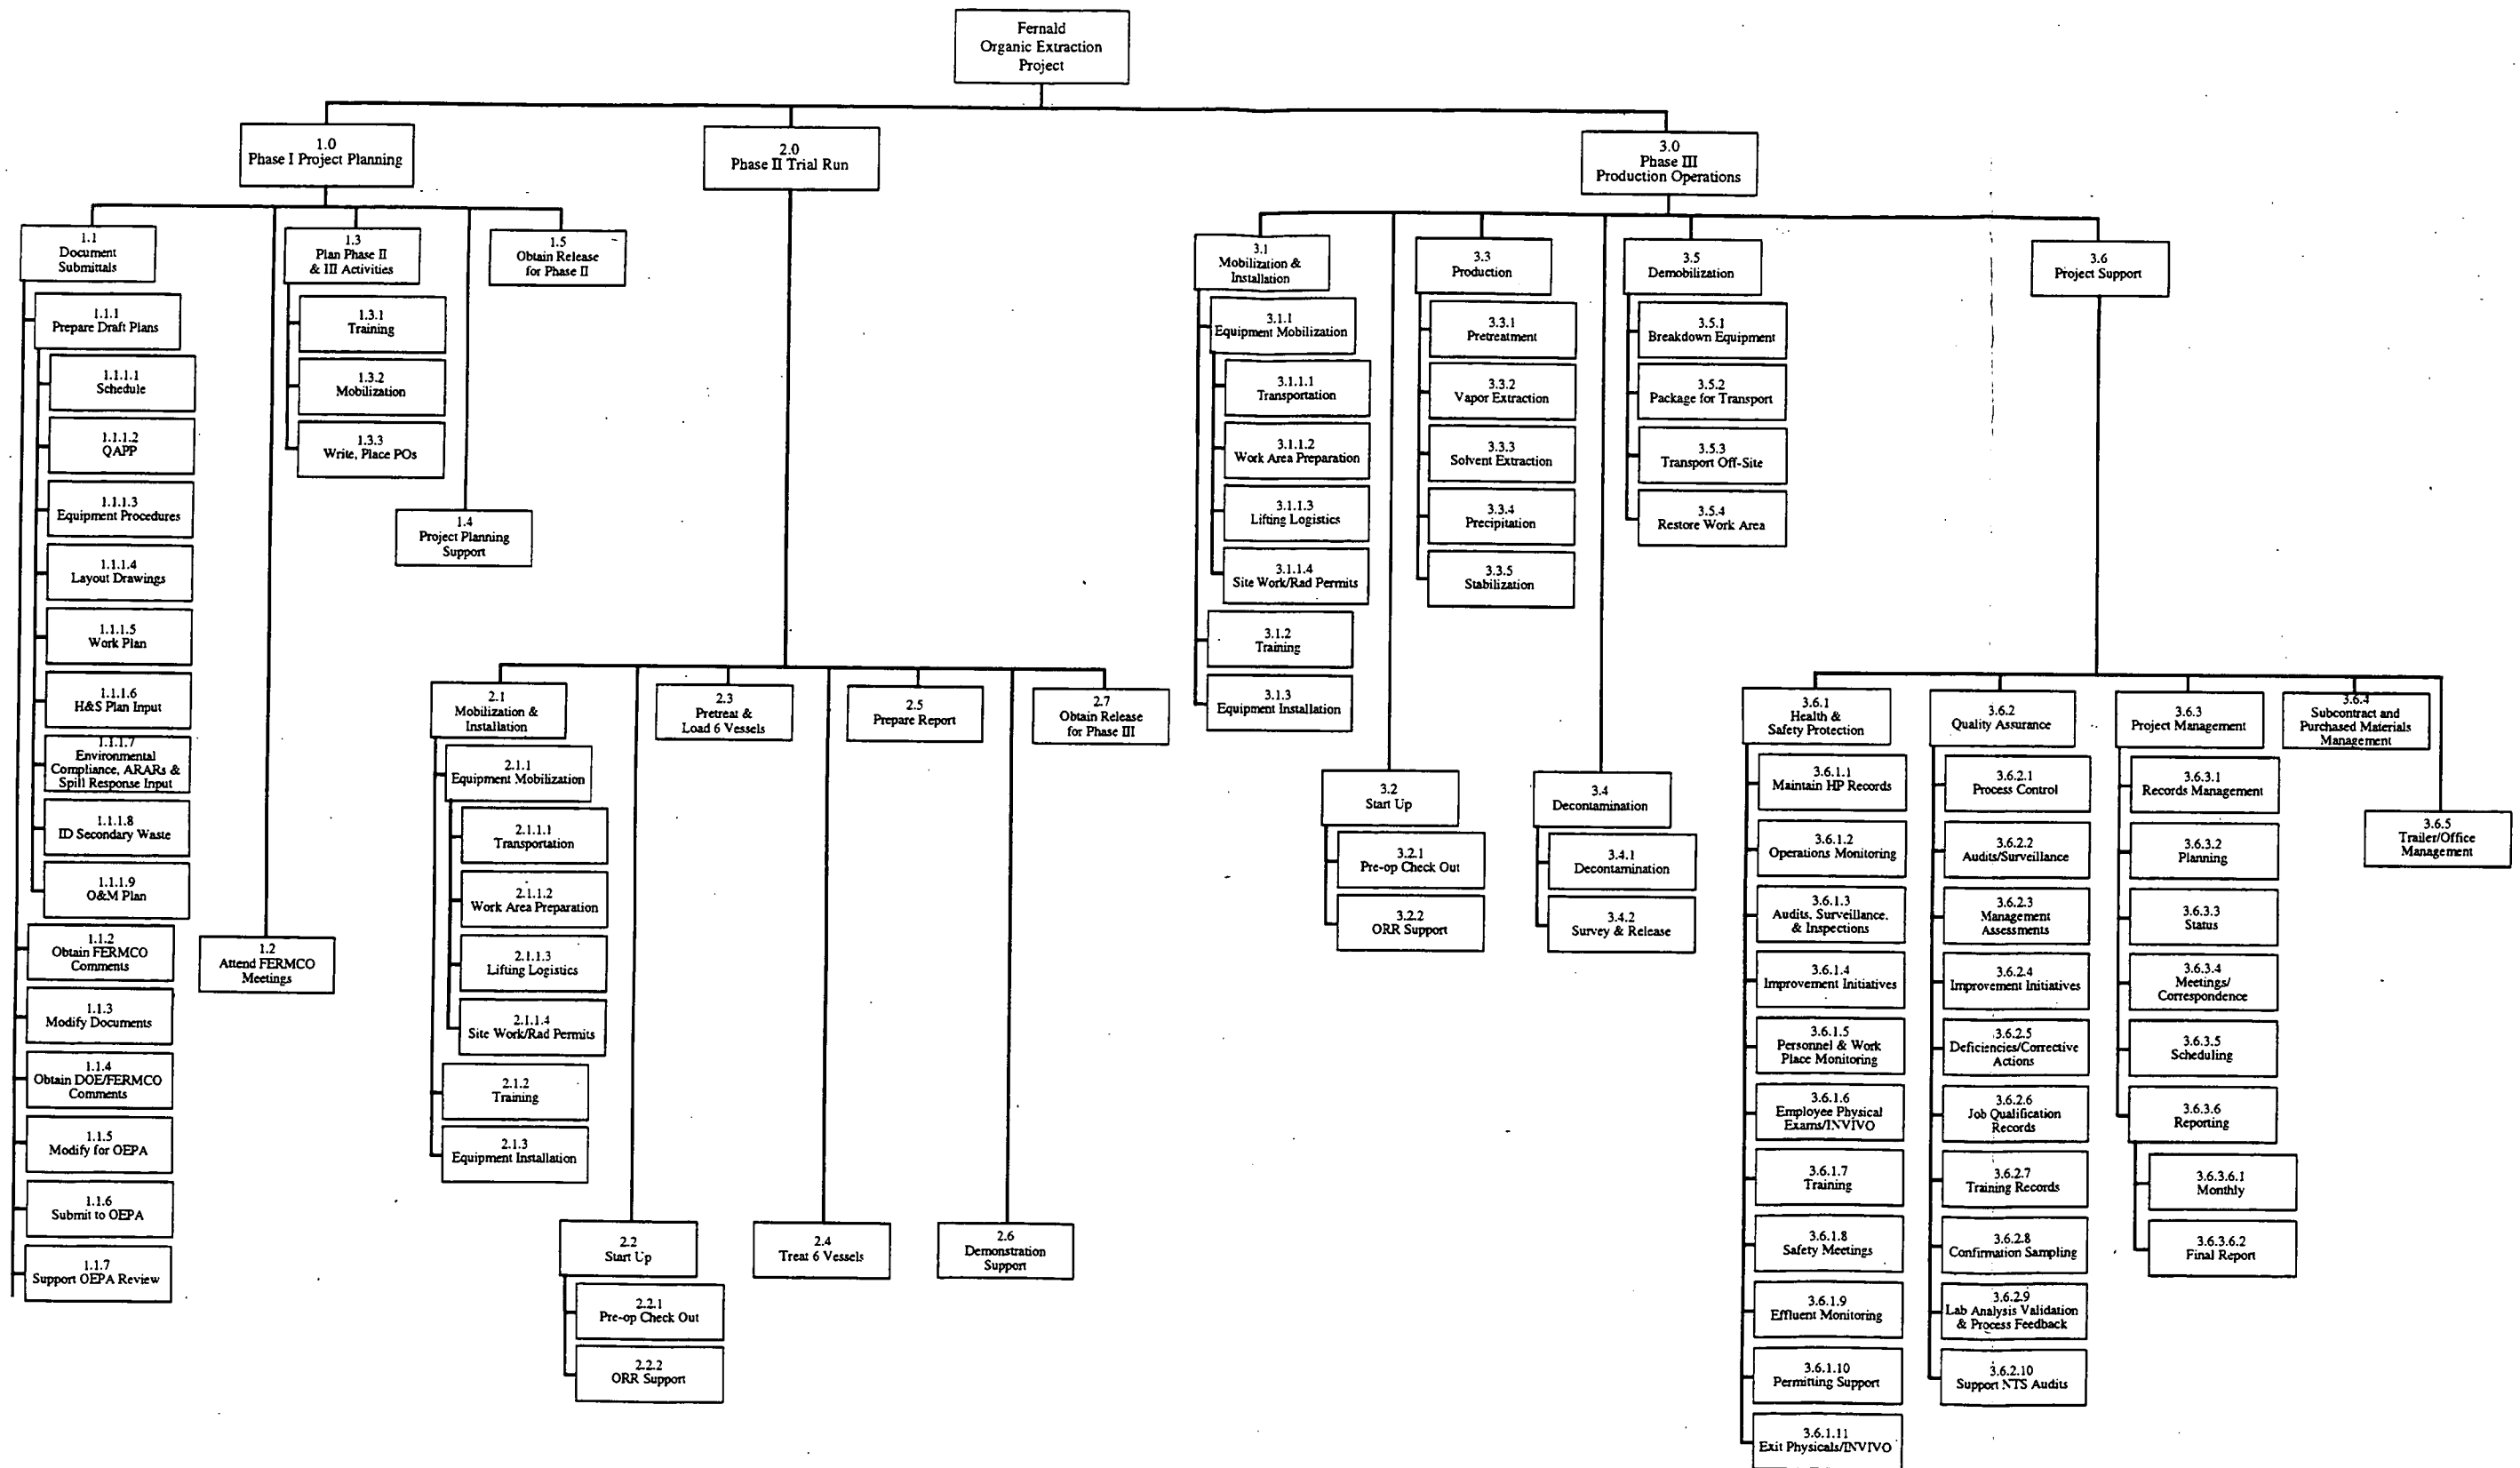 Fernald
Organic Extraction
Project
1.0
Phase I Project Planning
2.0
Phase II Trial Run
3.0
Phase III
Production Operations
1.1
Document
Submittals
1.1.1
Prepare Draft Plans
1.1.1.1
Schedule
1.1.1.2
QAPP
1.1.1.3
Equipment Procedures
1.1.1.4
Layout Drawings
1.1.1.5
Work Plan
1.1.1.6
H&S Plan Input
1.1.1.7
Environmental
Compliance, ARARs &
Spill Response Input
1.1.1.8
ID Secondary Waste
1.1.1.9
O&M Plan
1.1.2
Obtain FERMCO
Comments
1.1.3
Modify Documents
1.1.4
Obtain DOE/FERMCO
Comments
1.1.5
Modify for OEPA
1.1.6
Submit to OEPA
1.1.7
Support OEPA Review
1.2
Attend FERMCO
Meetings
1.3
Plan Phase II
& III Activities
1.3.1
Training
1.3.2
Mobilization
1.3.3
Write, Place POs
1.4
Project Planning
Support
1.5
Obtain Release
for Phase II
2.1
Mobilization &
Installation
2.1.1
Equipment Mobilization
2.1.1.1
Transportation
2.1.1.2
Work Area Preparation
2.1.1.3
Lifting Logistics
2.1.1.4
Site Work/Rad Permits
2.1.2
Training
2.1.3
Equipment Installation
2.2
Start Up
2.2.1
Pre-op Check Out
2.2.2
ORR Support
2.3
Pretreat &
Load 6 Vessels
2.4
Treat 6 Vessels
2.5
Prepare Report
2.6
Demonstration
Support
2.7
Obtain Release
for Phase III
3.1
Mobilization &
Installation
3.1.1
Equipment Mobilization
3.1.1.1
Transportation
3.1.1.2
Work Area Preparation
3.1.1.3
Lifting Logistics
3.1.1.4
Site Work/Rad Permits
3.1.2
Training
3.1.3
Equipment Installation
3.2
Start Up
3.2.1
Pre-op Check Out
3.2.2
ORR Support
3.3
Production
3.3.1
Pretreatment
3.3.2
Vapor Extraction
3.3.3
Solvent Extraction
3.3.4
Precipitation
3.3.5
Stabilization
3.4
Decontamination
3.4.1
Decontamination
3.4.2
Survey & Release
3.5
Demobilization
3.5.1
Breakdown Equipment
3.5.2
Package for Transport
3.5.3
Transport Off-Site
3.5.4
Restore Work Area
3.6
Project Support
3.6.1
Health &
Safety Protection
3.6.1.1
Maintain HP Records
3.6.1.2
Operations Monitoring
3.6.1.3
Audits, Surveillance,
& Inspections
3.6.1.4
Improvement Initiatives
3.6.1.5
Personnel & Work
Place Monitoring
3.6.1.6
Employee Physical
Exams/INVIVO
3.6.1.7
Training
3.6.1.8
Safety Meetings
3.6.1.9
Effluent Monitoring
3.6.1.10
Permitting Support
3.6.1.11
Exit Physicals/INVIVO
3.6.2
Quality Assurance
3.6.2.1
Process Control
3.6.2.2
Audits/Surveillance
3.6.2.3
Management
Assessments
3.6.2.4
Improvement Initiatives
3.6.2.5
Deficiencies/Corrective
Actions
3.6.2.6
Job Qualification
Records
3.6.2.7
Training Records
3.6.2.8
Confirmation Sampling
3.6.2.9
Lab Analysis Validation
& Process Feedback
3.6.2.10
Support NTS Audits
3.6.3
Project Management
3.6.3.1
Records Management
3.6.3.2
Planning
3.6.3.3
Status
3.6.3.4
Meetings/
Correspondence
3.6.3.5
Scheduling
3.6.3.6
Reporting
3.6.3.6.1
Monthly
3.6.3.6.2
Final Report
3.6.4
Subcontract and
Purchased Materials
Management
3.6.5
Trailer/Office
Management